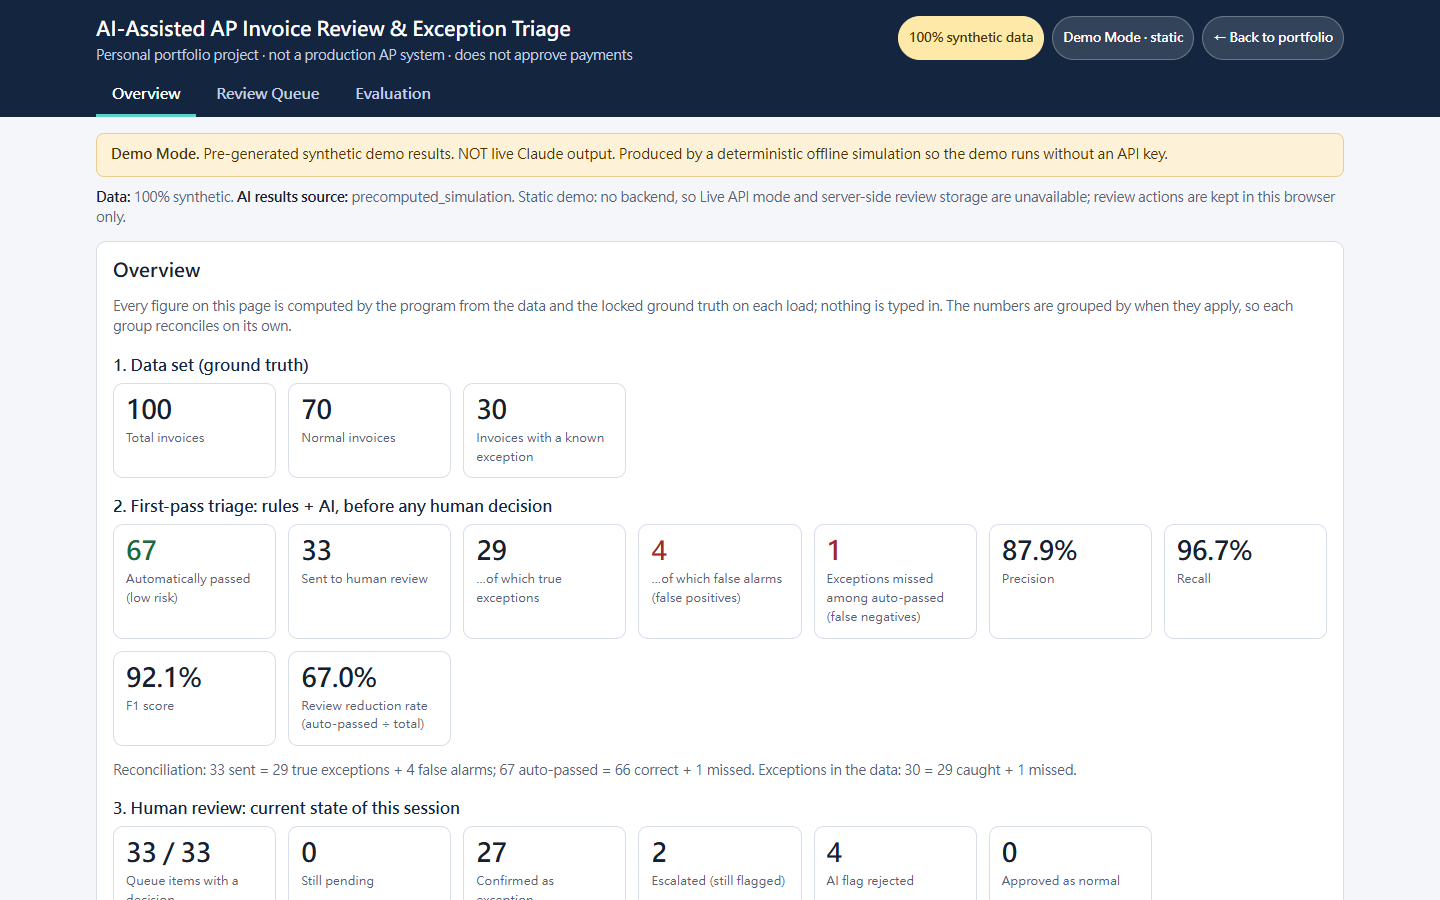 AI-Assisted AP Invoice Review & Exception Triage
Personal portfolio project · not a production AP system · does not approve payments
100% synthetic data
Demo Mode · static
← Back to portfolio
Overview
Review Queue
Evaluation
Demo Mode. Pre-generated synthetic demo results. NOT live Claude output. Produced by a deterministic offline simulation so the demo runs without an API key.
Data: 100% synthetic. AI results source: precomputed_simulation. Static demo: no backend, so Live API mode and server-side review storage are unavailable; review actions are kept in this browser
only.
Overview
Every figure on this page is computed by the program from the data and the locked ground truth on each load; nothing is typed in. The numbers are grouped by when they apply, so each
group reconciles on its own.
1. Data set (ground truth)
100
Total invoices
70
Normal invoices
30
Invoices with a known
exception
2. First-pass triage: rules + AI, before any human decision
67
Automatically passed
(low risk)
33
Sent to human review
29
...of which true
exceptions
4
...of which false alarms
(false positives)
1
Exceptions missed
among auto-passed
(false negatives)
87.9%
Precision
96.7%
Recall
92.1%
F1 score
67.0%
Review reduction rate
(auto-passed ÷ total)
Reconciliation: 33 sent = 29 true exceptions + 4 false alarms; 67 auto-passed = 66 correct + 1 missed. Exceptions in the data: 30 = 29 caught + 1 missed.
3. Human review: current state of this session
33 / 33
Queue items with a
decision
0
Still pending
27
Confirmed as
exception
2
Escalated (still flagged)
4
AI flag rejected
0
Approved as normal